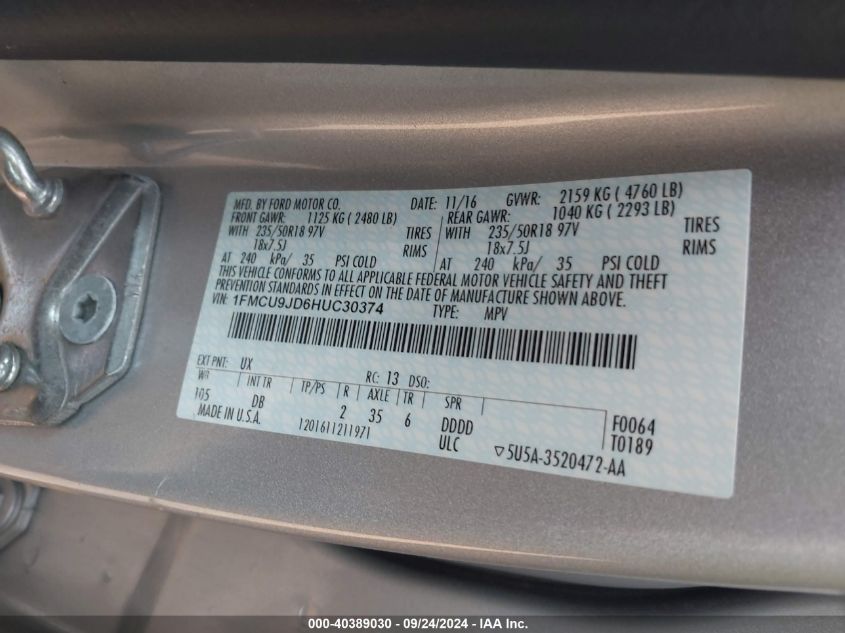 MFD. BY FORD MOTOR CO. DATE: 11/16 GVWR: 2159 KG ( 4760 LB)
FRONT GAWR: 1125 KG ( 2480 LB) REAR GAWR: 1040 KG ( 2293 LB)
WITH 235/50R18 97V TIRES WITH 235/50R18 97V TIRES
18x7.5J RIMS 18x7.5J RIMS
AT 240 kPa/ 35 PSI COLD AT 240 kPa/ 35 PSI COLD
THIS VEHICLE CONFORMS TO ALL APPLICABLE FEDERAL MOTOR VEHICLE SAFETY AND THEFT
PREVENTION STANDARDS IN EFFECT ON THE DATE OF MANUFACTURE SHOWN ABOVE.
VIN: 1FMCU9JD6HUC30374 TYPE: MPV
EXT PNT: UX RC: 13 DSO:
WB INT TR TP/PS R AXLE TR SPR
105 DB 2 35 6 DDDD F0064
MADE IN U.S.A. 1201611211971 ULC T0189
▽5U5A-3520472-AA
000-40389030 - 09/24/2024 - IAA Inc.